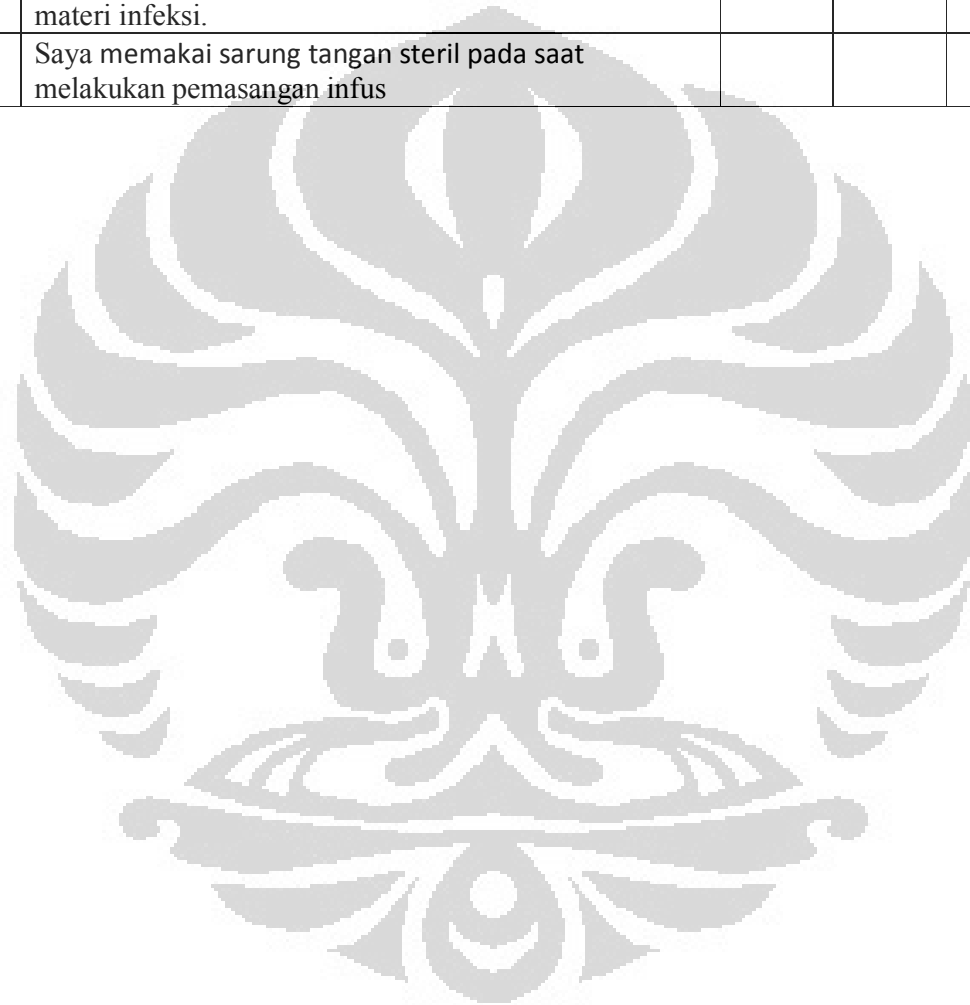 materi infeksi.
Saya memakai sarung tangan steril pada saat
melakukan pemasangan infus